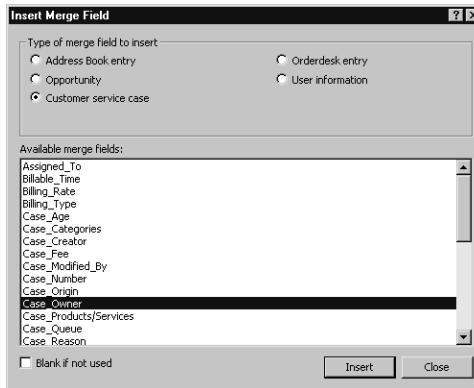 Insert Merge Field
Type of merge field to insert
Address Book entry
Orderdesk entry
Opportunity
User information
Customer service case
Available merge fields:
Assigned_To
Billable_Time
Billing_Rate
Billing_Type
Case_Age
Case_Categories
Case_Creator
Case_Fee
Case_Modified_By
Case_Number
Case_Origin
Case_Owner
Case_Products/Services
Case_Queue
Case_Reason
Blank if not used
Insert
Close